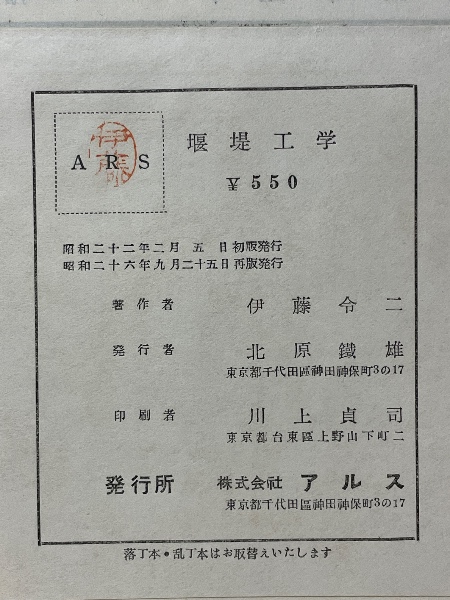 伊藤
ARS
堰堤工学
¥550
昭和二十二年二月五日初版発行
昭和二十六年九月二十五日再版発行
著作者 伊藤令二
発行者 北原鐵雄
東京都千代田區神田神保町3の17
印刷者 川上貞司
東京都台東區上野山下町二
発行所 株式会社アルス
東京都千代田區神田神保町3の17
落丁本・乱丁本はお取替えいたします